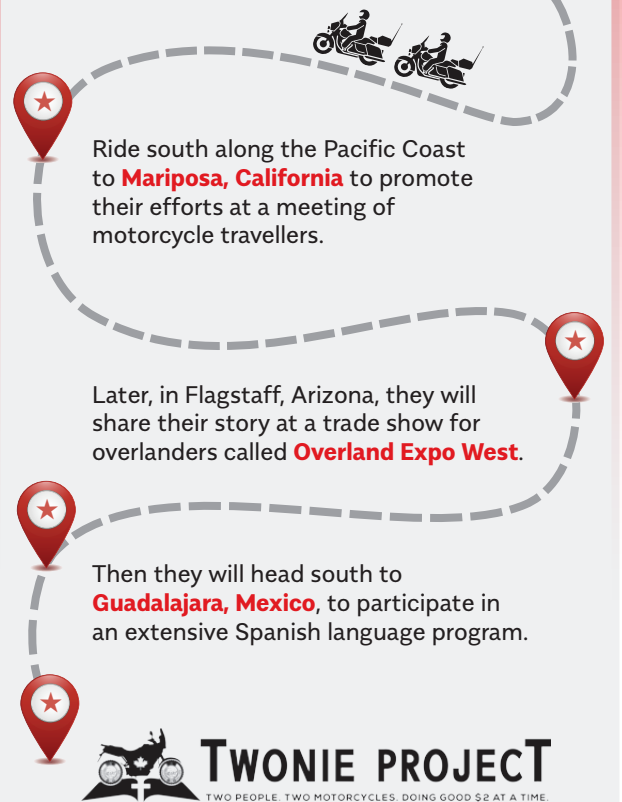 Ride south along the Pacific Coast
to Mariposa, California to promote
their efforts at a meeting of
motorcycle travellers.
Later, in Flagstaff, Arizona, they will
share their story at a trade show for
overlanders called Overland Expo West.
Then they will head south to
Guadalajara, Mexico, to participate in
an extensive Spanish language program.
TWONIE PROJECT
TWO PEOPLE. TWO MOTORCYCLES. DOING GOOD $2 AT A TIME.